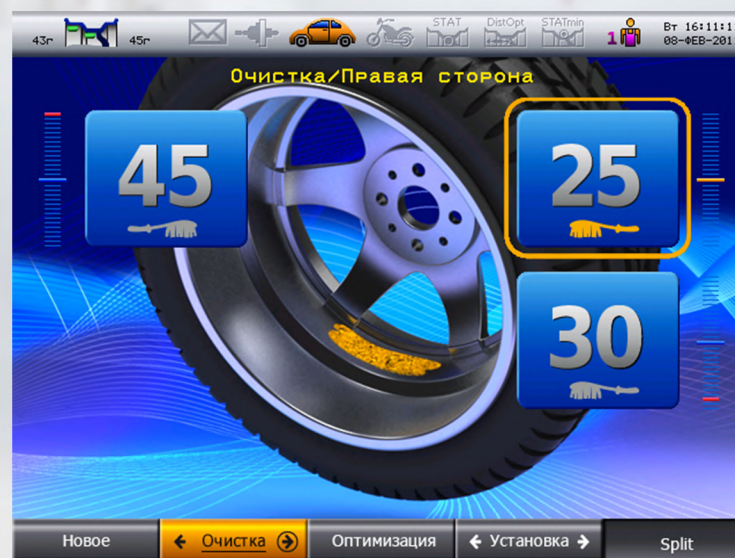 43г 45г STAT DistOpt STATmin 1 Вт 16:11:1
08-ФЕВ-201
Очистка/Правая сторона
45 25
30
Новое Очистка Оптимизация Установка Split